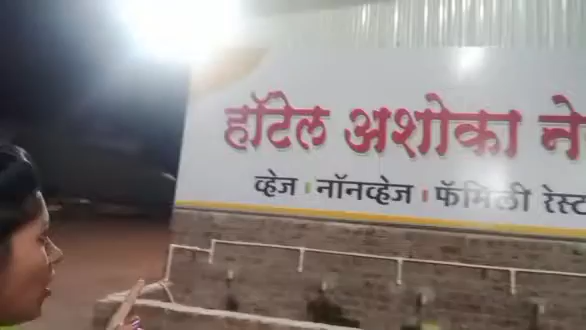 हॉटेल अशोका ने
व्हेज • नॉनव्हेज • फॅमिली रेस्ट